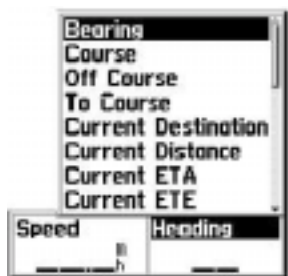 Bearing
Course
Off Course
To Course
Current Destination
Current Distance
Current ETA
Current ETE
Speed
Heading